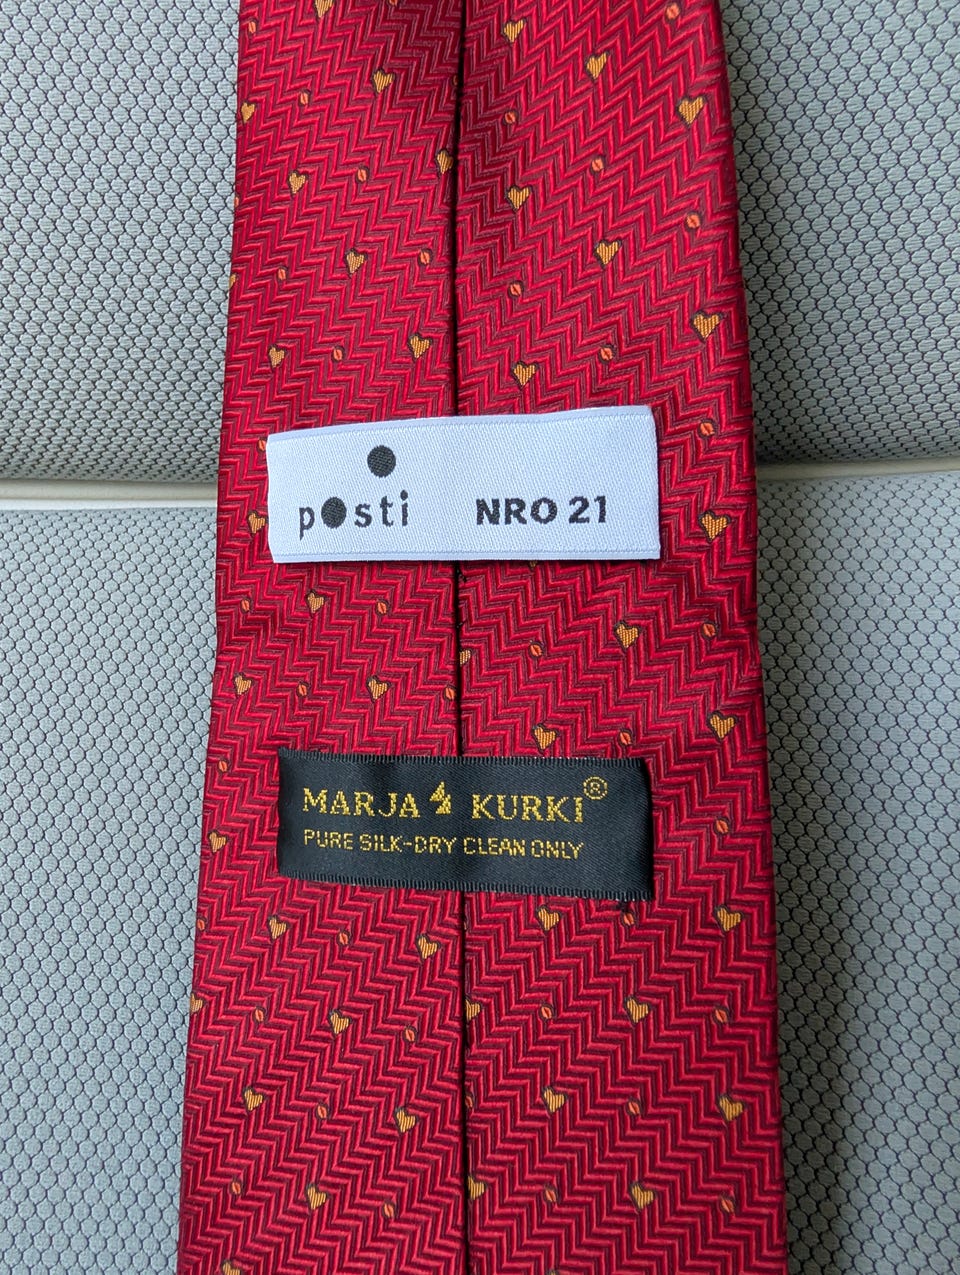 posti NRO 21
MARJA KURKI®
PURE SILK-DRY CLEAN ONLY